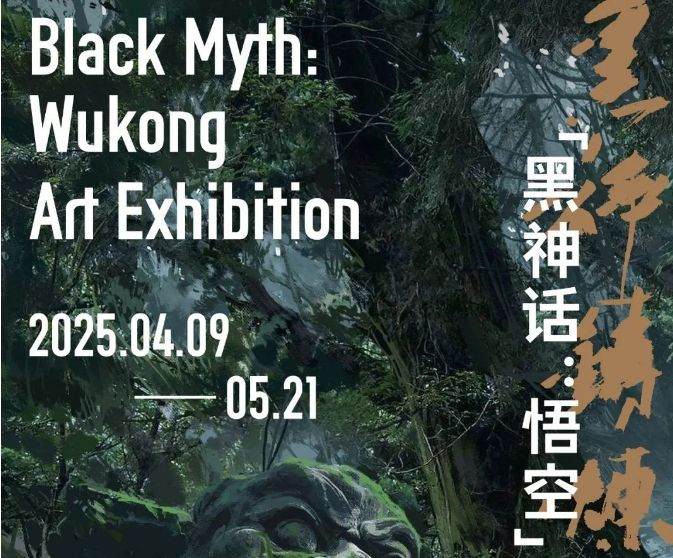 Black Myth:
Wukong
Art Exhibition
2025.04.09
—— 05.21
「黑神话：悟空」